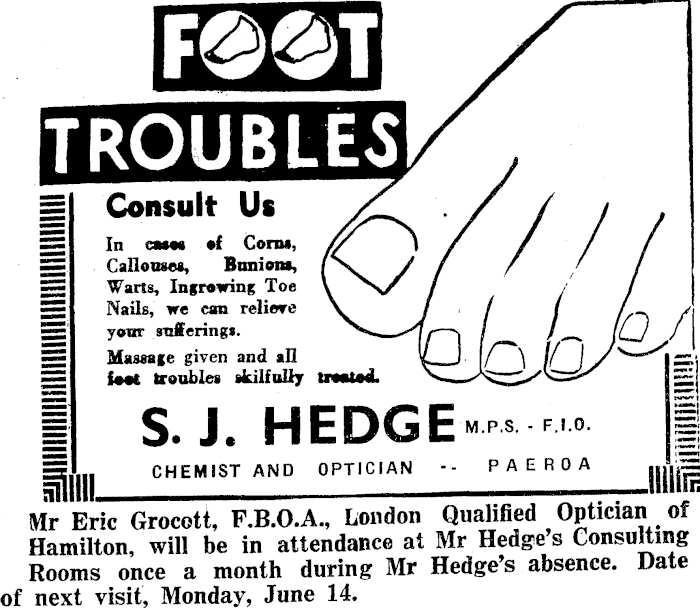 FOOT
TROUBLES
Consult Us
In cases of Corns,
Callouses, Bunions,
Warts, Ingrowing Toe
Nails, we can relieve
your sufferings.
Massage given and all
foot troubles skilfully treated.
S. J. HEDGE M.P.S. - F.I.O.
CHEMIST AND OPTICIAN -- PAEROA
Mr Eric Grocott, F.B.O.A., London Qualified Optician of
Hamilton, will be in attendance at Mr Hedge's Consulting
Rooms once a month during Mr Hedge's absence. Date
of next visit, Monday, June 14.